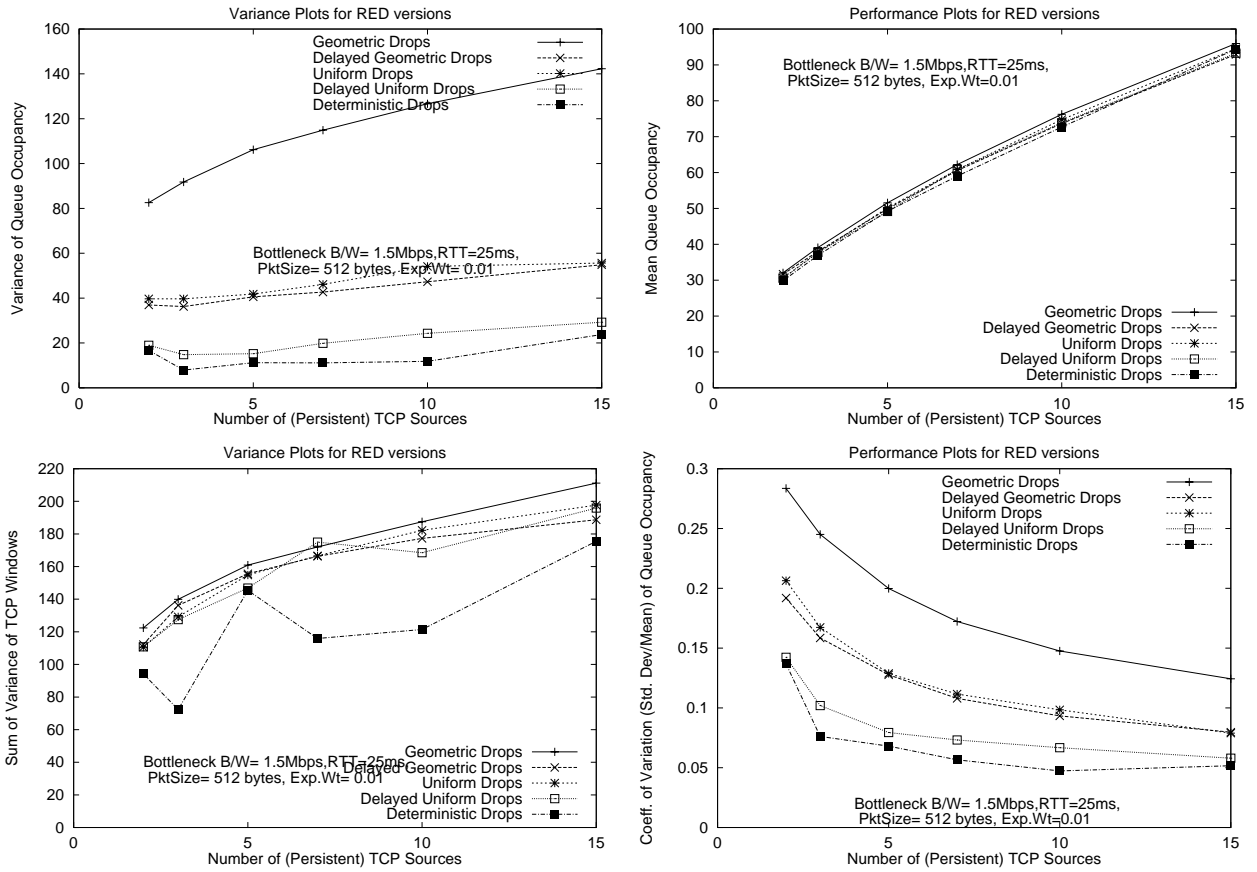 Variance Plots for RED versions
160
140
120
100
80
60
40
20
0
0
5
10
15
Variance of Queue Occupancy
Number of (Persistent) TCP Sources
Geometric Drops
Delayed Geometric Drops
Uniform Drops
Delayed Uniform Drops
Deterministic Drops
Bottleneck B/W= 1.5Mbps,RTT=25ms,
PktSize= 512 bytes, Exp.Wt= 0.01
Performance Plots for RED versions
100
90
80
70
60
50
40
30
20
10
0
0
5
10
15
Mean Queue Occupancy
Number of (Persistent) TCP Sources
Bottleneck B/W= 1.5Mbps,RTT=25ms,
PktSize= 512 bytes, Exp.Wt=0.01
Geometric Drops
Delayed Geometric Drops
Uniform Drops
Delayed Uniform Drops
Deterministic Drops
Variance Plots for RED versions
220
200
180
160
140
120
100
80
60
40
20
0
0
5
10
15
Sum of Variance of TCP Windows
Number of (Persistent) TCP Sources
Bottleneck B/W= 1.5Mbps,RTT=25ms,
PktSize= 512 bytes, Exp.Wt= 0.01
Geometric Drops
Delayed Geometric Drops
Uniform Drops
Delayed Uniform Drops
Deterministic Drops
Performance Plots for RED versions
0.3
0.25
0.2
0.15
0.1
0.05
0
0
5
10
15
Coeff. of Variation (Std. Dev/Mean) of Queue Occupancy
Number of (Persistent) TCP Sources
Geometric Drops
Delayed Geometric Drops
Uniform Drops
Delayed Uniform Drops
Deterministic Drops
Bottleneck B/W= 1.5Mbps,RTT=25ms,
PktSize= 512 bytes, Exp.Wt=0.01